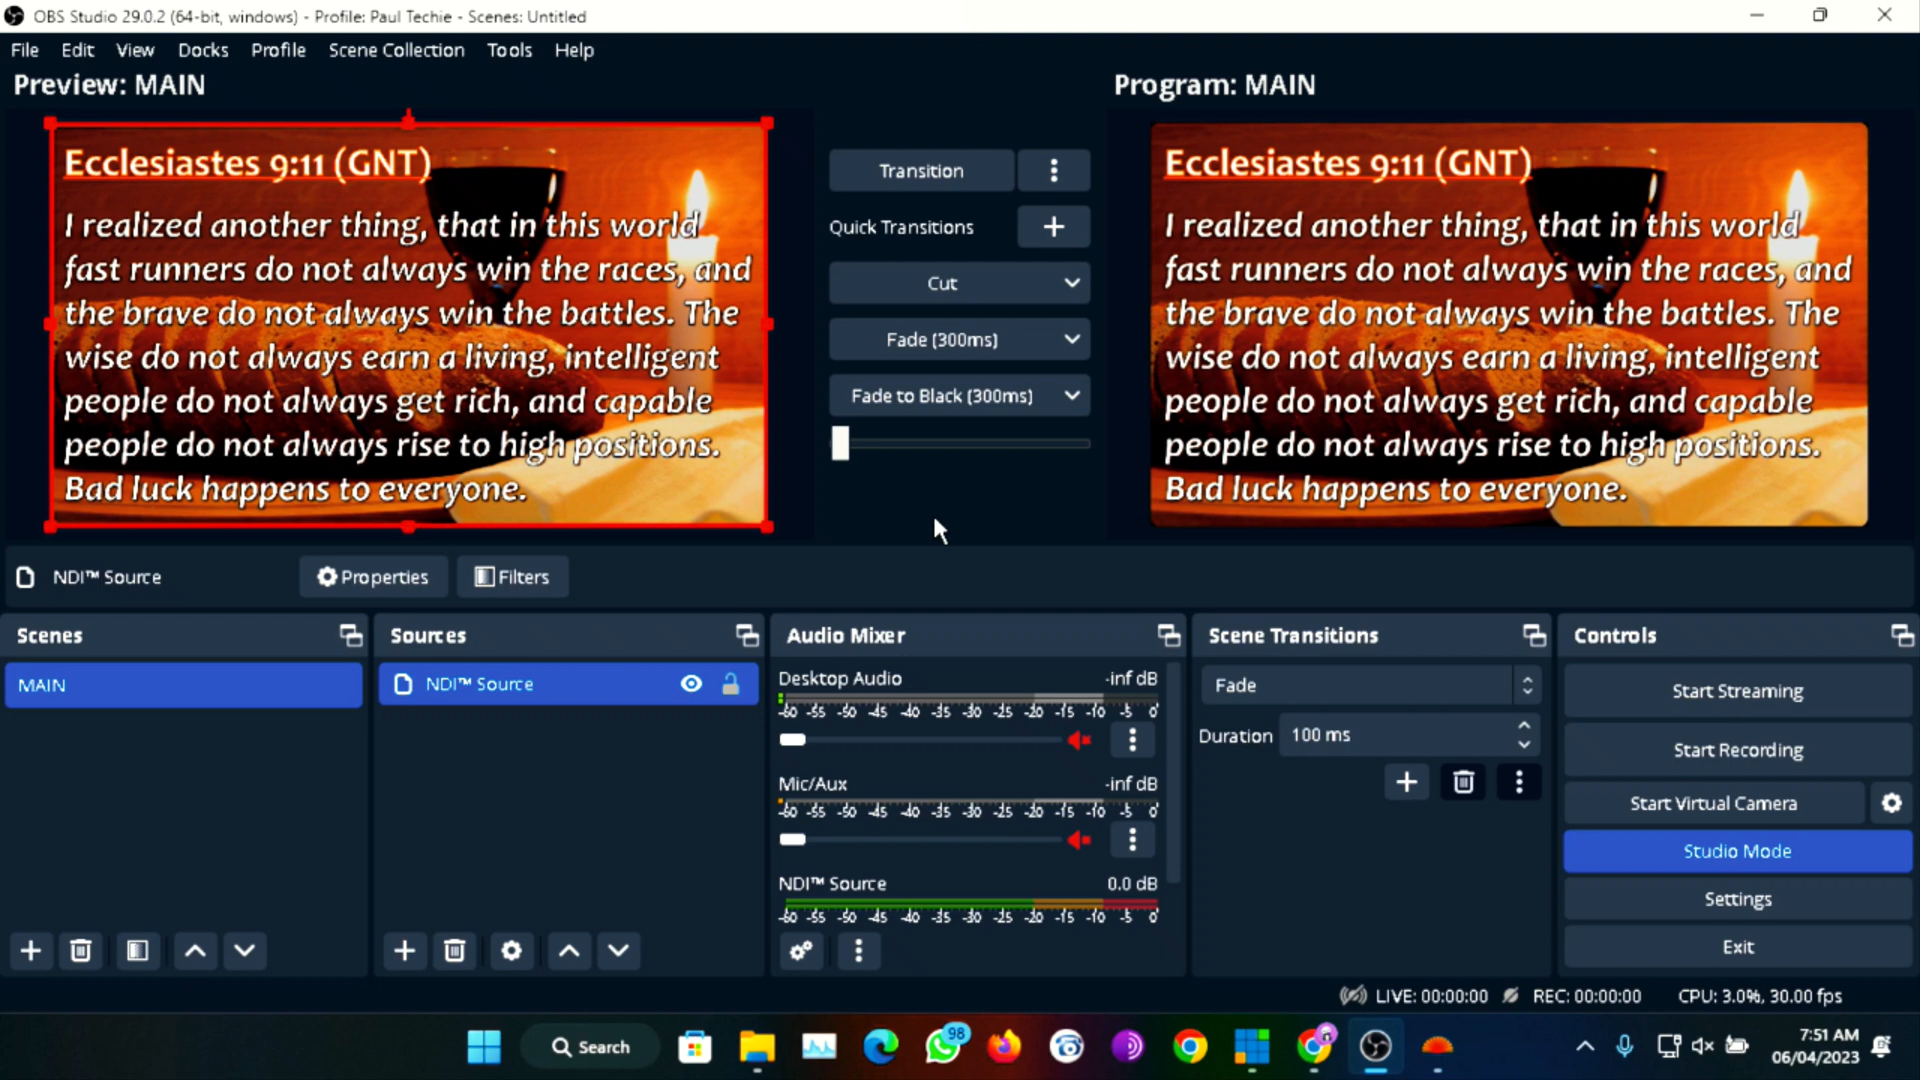 OBS Studio 29.0.2 (64-bit, windows) - Profile: Paul Techie - Scenes: Untitled
File Edit View Docks Profile Scene Collection Tools Help
Preview: MAIN
Program: MAIN
Ecclesiastes 9:11 (GNT)
I realized another thing, that in this world
fast runners do not always win the races, and
the brave do not always win the battles. The
wise do not always earn a living, intelligent
people do not always get rich, and capable
people do not always rise to high positions.
Bad luck happens to everyone.
Transition
Quick Transitions
Cut
Fade (300ms)
Fade to Black (300ms)
Ecclesiastes 9:11 (GNT)
I realized another thing, that in this world
fast runners do not always win the races, and
the brave do not always win the battles. The
wise do not always earn a living, intelligent
people do not always get rich, and capable
people do not always rise to high positions.
Bad luck happens to everyone.
NDI™ Source
Properties
Filters
Scenes
MAIN
Sources
NDI™ Source
Audio Mixer
Desktop Audio -inf dB
-60 -55 -50 -45 -40 -35 -30 -25 -20 -15 -10 -5 0
Mic/Aux -inf dB
-60 -55 -50 -45 -40 -35 -30 -25 -20 -15 -10 -5 0
NDI™ Source 0.0 dB
-60 -55 -50 -45 -40 -35 -30 -25 -20 -15 -10 -5 0
Scene Transitions
Fade
Duration 100 ms
Controls
Start Streaming
Start Recording
Start Virtual Camera
Studio Mode
Settings
Exit
LIVE: 00:00:00 REC: 00:00:00 CPU: 3.0%, 30.00 fps
Search
98
7:51 AM
06/04/2023